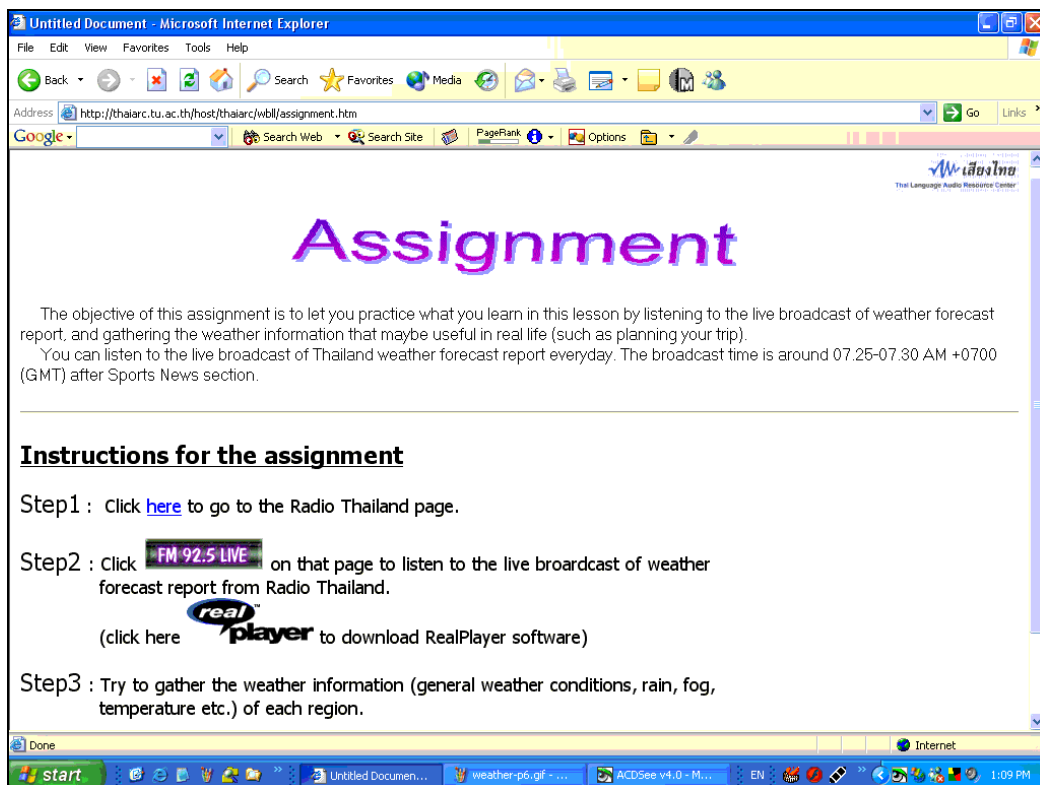 Untitled Document - Microsoft Internet Explorer
File Edit View Favorites Tools Help
Back Search Favorites Media
Address http://thaiarc.tu.ac.th/host/thaiarc/wbll/assignment.htm Go Links
Google Search Web Search Site PageRank Options
เสียงไทย
Thai Language Audio Resource Center
Assignment
The objective of this assignment is to let you practice what you learn in this lesson by listening to the live broadcast of weather forecast
report, and gathering the weather information that maybe useful in real life (such as planning your trip).
You can listen to the live broadcast of Thailand weather forecast report everyday. The broadcast time is around 07.25-07.30 AM +0700
(GMT) after Sports News section.
Instructions for the assignment
Step1 : Click here to go to the Radio Thailand page.
Step2 : Click FM 92.5 LIVE on that page to listen to the live broardcast of weather
forecast report from Radio Thailand.
(click here real player to download RealPlayer software)
Step3 : Try to gather the weather information (general weather conditions, rain, fog,
temperature etc.) of each region.
Done Internet
start Untitled Documen... weather-p6.gif - ... ACDSee v4.0 - M... EN 1:09 PM